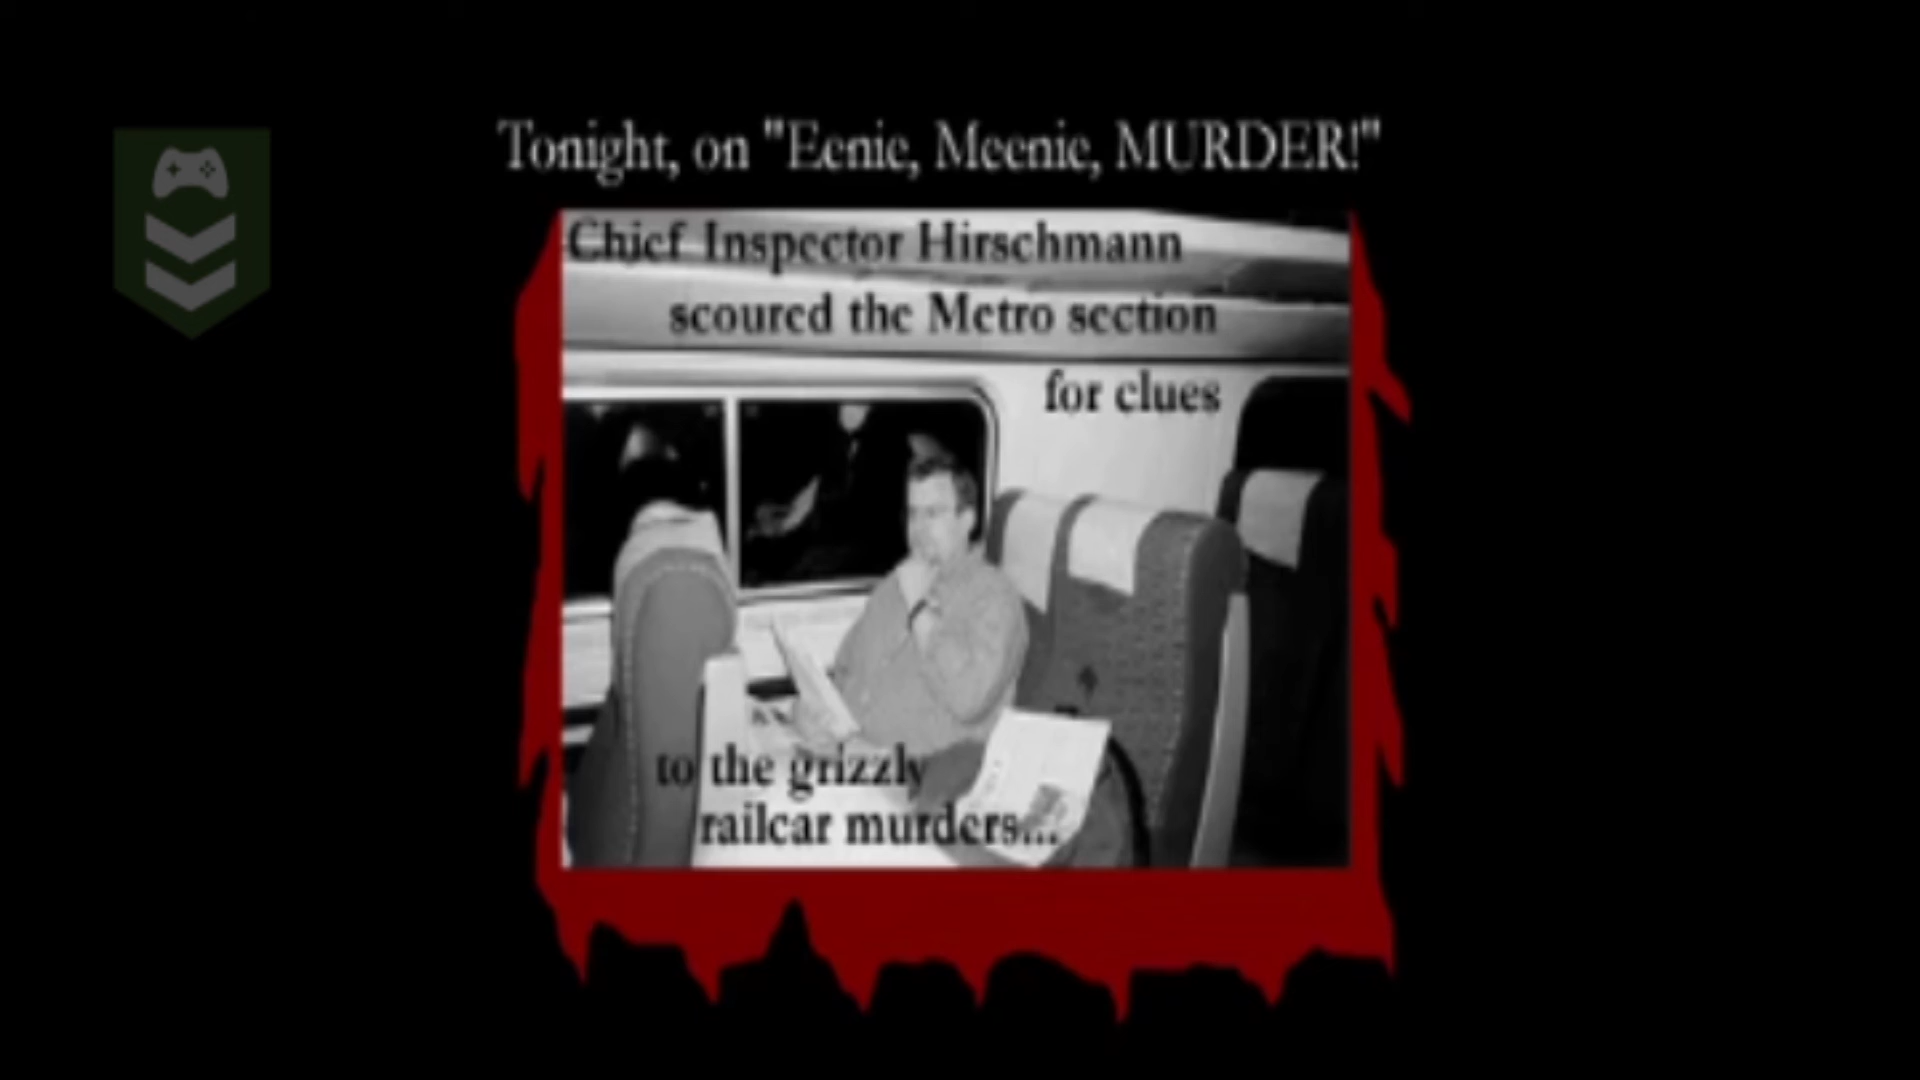 Tonight, on "Eenie, Meenie, MURDER!"
Chief Inspector Hirschmann
scoured the Metro section
for clues
to the grizzly
railcar murders...